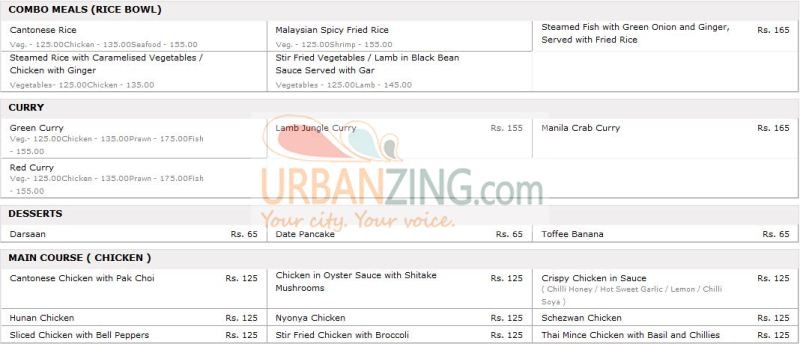 COMBO MEALS (RICE BOWL)
Cantonese Rice
Veg. - 125.00Chicken - 135.00Seafood - 155.00
Malaysian Spicy Fried Rice
Veg. - 125.00Shrimp - 155.00
Steamed Fish with Green Onion and Ginger, Rs. 165
Served with Fried Rice
Steamed Rice with Caramelised Vegetables /
Chicken with Ginger
Vegetables- 125.00Chicken - 135.00
Stir Fried Vegetables / Lamb in Black Bean
Sauce Served with Gar
Vegetables - 125.00Lamb - 145.00
CURRY
Green Curry
Veg.- 125.00Chicken - 135.00Prawn - 175.00Fish
- 155.00
Lamb Jungle Curry Rs. 155
Manila Crab Curry Rs. 165
Red Curry
Veg.- 125.00Chicken - 135.00Prawn - 175.00Fish
- 155.00
URBANZING.com
Your city. Your voice.
DESSERTS
Darsaan Rs. 65
Date Pancake Rs. 65
Toffee Banana Rs. 65
MAIN COURSE ( CHICKEN )
Cantonese Chicken with Pak Choi Rs. 125
Chicken in Oyster Sauce with Shitake Rs. 125
Mushrooms
Crispy Chicken in Sauce Rs. 125
( Chilli Honey / Hot Sweet Garlic / Lemon / Chilli
Soya )
Hunan Chicken Rs. 125
Nyonya Chicken Rs. 125
Schezwan Chicken Rs. 125
Sliced Chicken with Bell Peppers Rs. 125
Stir Fried Chicken with Broccoli Rs. 125
Thai Mince Chicken with Basil and Chillies Rs. 125